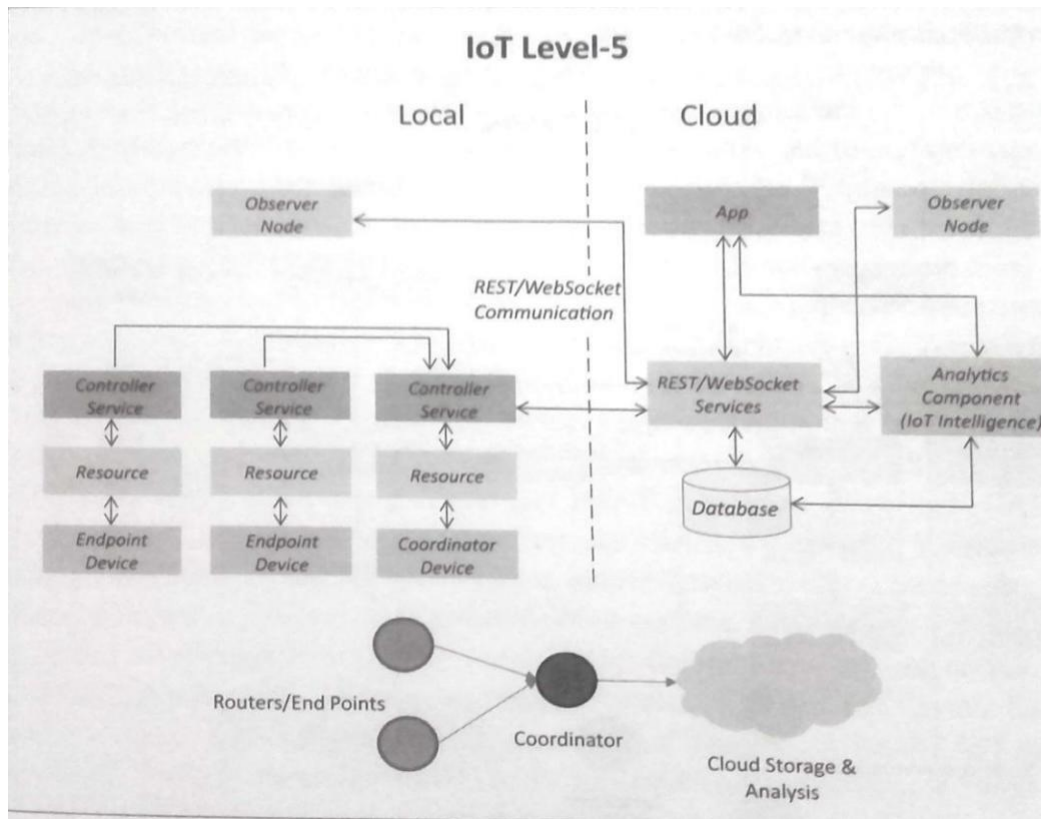 IoT Level-5
Local
Cloud
Observer
Node
App
Observer
Node
REST/WebSocket
Communication
Controller
Service
Controller
Service
Controller
Service
REST/WebSocket
Services
Analytics
Component
(IoT Intelligence)
Resource
Resource
Resource
Database
Endpoint
Device
Endpoint
Device
Coordinator
Device
Routers/End Points
Coordinator
Cloud Storage &
Analysis